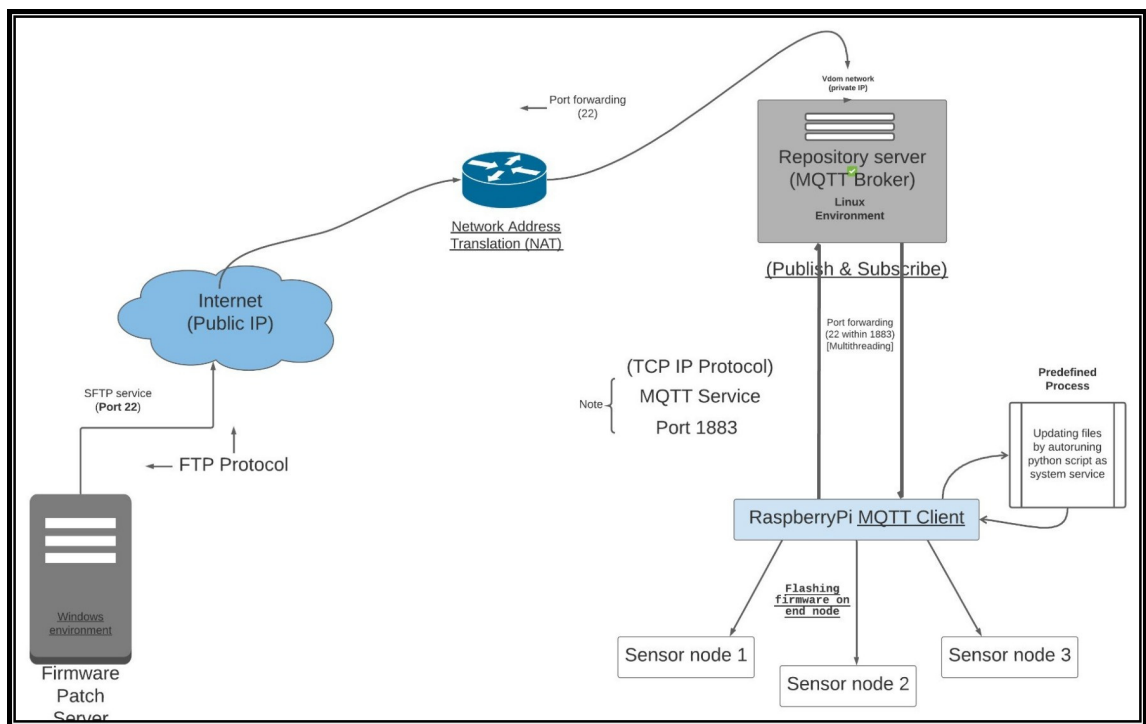 Vdom network
(private IP)
Port forwarding
(22)
Repository server
(MQTT Broker)
Linux
Environment
Network Address
Translation (NAT)
(Publish & Subscribe)
Internet
(Public IP)
Port forwarding
(22 within 1883)
[Multithreading]
(TCP IP Protocol)
Note
MQTT Service
Port 1883
Predefined
Process
Updating files
by autoruning
python script as
system service
SFTP service
(Port 22)
FTP Protocol
RaspberryPi MQTT Client
Flashing
firmware on
end node
Windows
environment
Sensor node 1
Sensor node 2
Sensor node 3
Firmware
Patch
Server